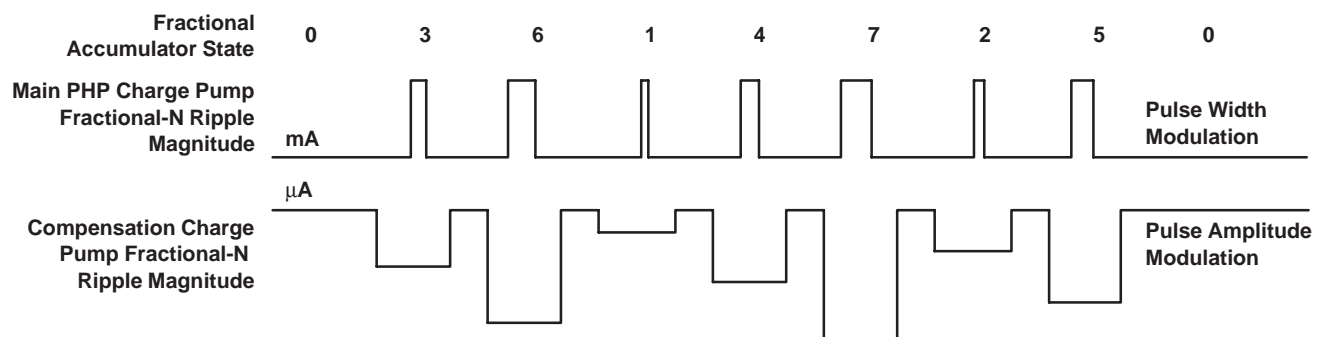 Fractional
Accumulator State
0 3 6 1 4 7 2 5 0
Main PHP Charge Pump
Fractional-N Ripple
Magnitude
mA
Pulse Width
Modulation
μA
Compensation Charge
Pump Fractional-N
Ripple Magnitude
Pulse Amplitude
Modulation